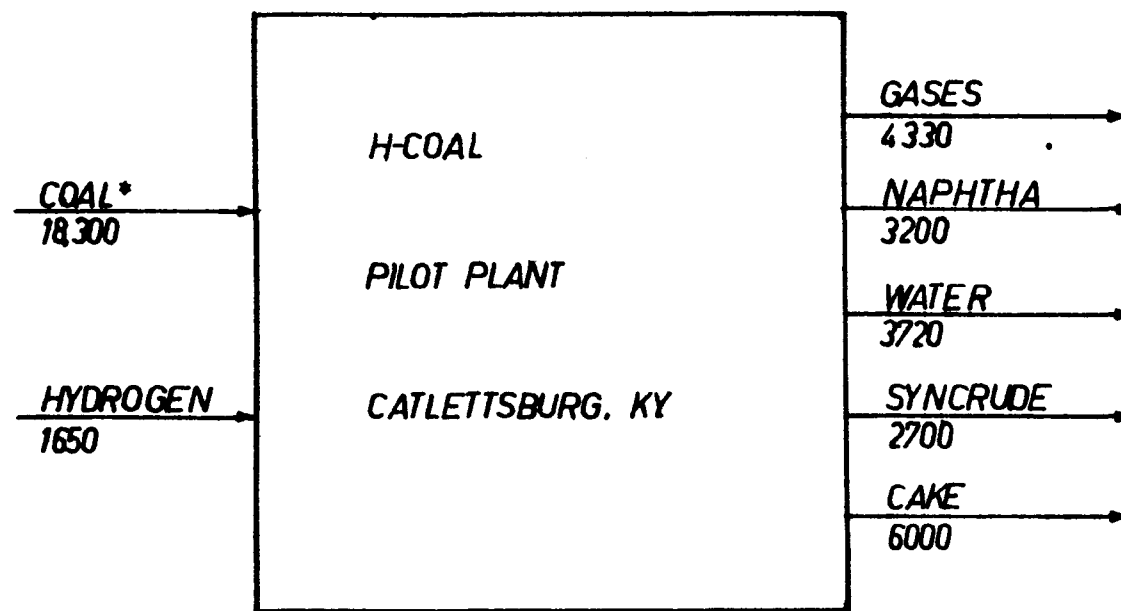 COAL*
18,300
HYDROGEN
1650
H-COAL
PILOT PLANT
CATLETTSBURG. KY
GASES
4330
NAPHTHA
3200
WATER
3720
SYNCRUDE
2700
CAKE
6000